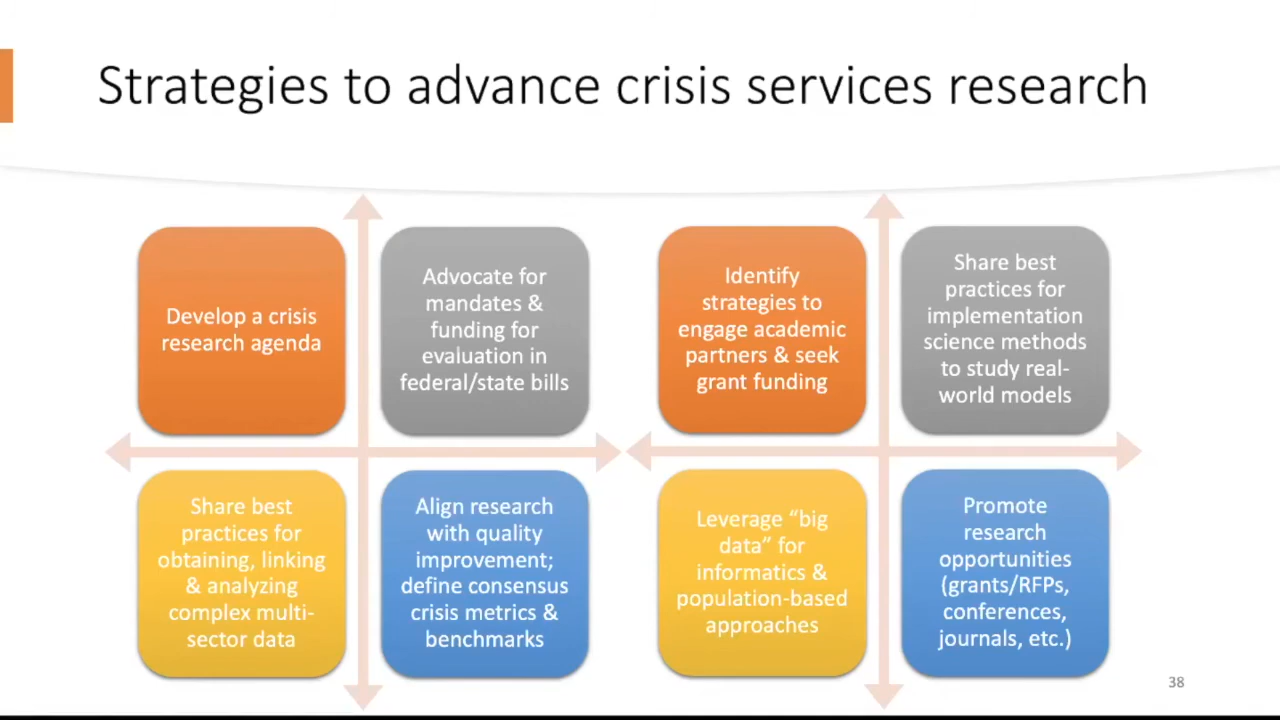 Strategies to advance crisis services research
Develop a crisis
research agenda
Advocate for
mandates &
funding for
evaluation in
federal/state bills
Share best
practices for
obtaining, linking
& analyzing
complex multi-
sector data
Align research
with quality
improvement;
define consensus
crisis metrics &
benchmarks
Identify
strategies to
engage academic
partners & seek
grant funding
Share best
practices for
implementation
science methods
to study real-
world models
Leverage “big
data” for
informatics &
population-based
approaches
Promote
research
opportunities
(grants/RFPs,
conferences,
journals, etc.)
38